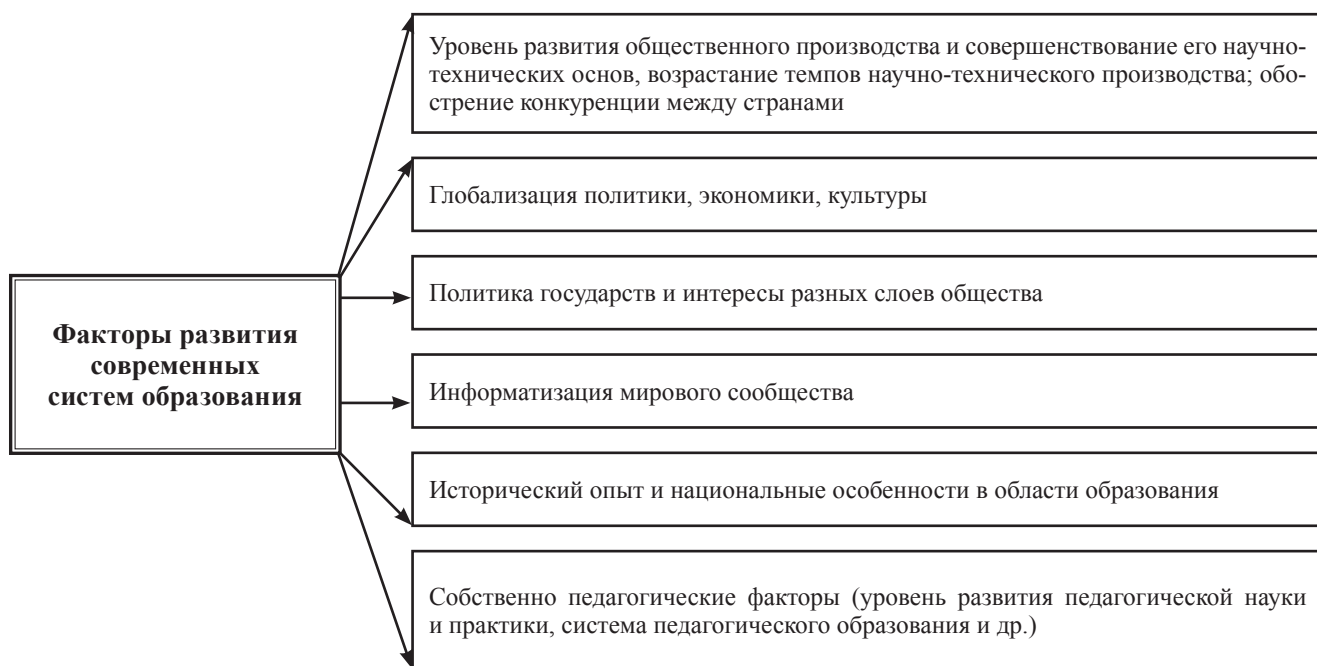 Уровень развития общественного производства и совершенствование его научно-
технических основ, возрастание темпов научно-технического производства; обо-
стрение конкуренции между странами
Глобализация политики, экономики, культуры
Политика государств и интересы разных слоев общества
Факторы развития
современных
систем образования
Информатизация мирового сообщества
Исторический опыт и национальные особенности в области образования
Собственно педагогические факторы (уровень развития педагогической науки
и практики, система педагогического образования и др.)